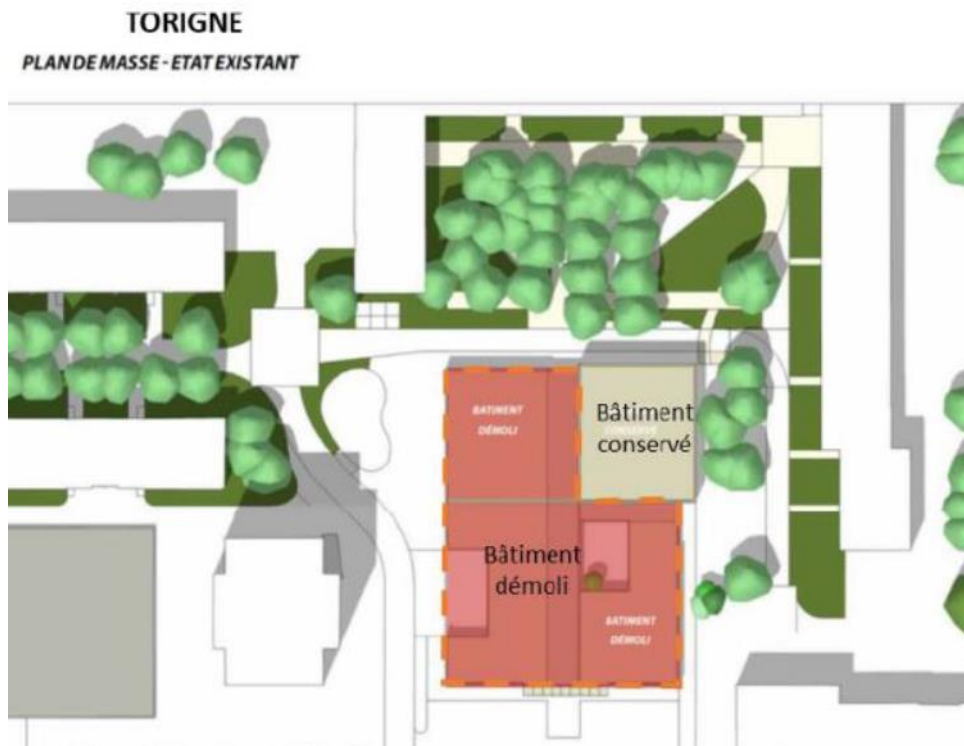 TORIGNE
PLAN DE MASSE - ETAT EXISTANT
BATIMENT
DÉMOLI
Bâtiment
conservé
Bâtiment
démoli
BATIMENT
DÉMOLI